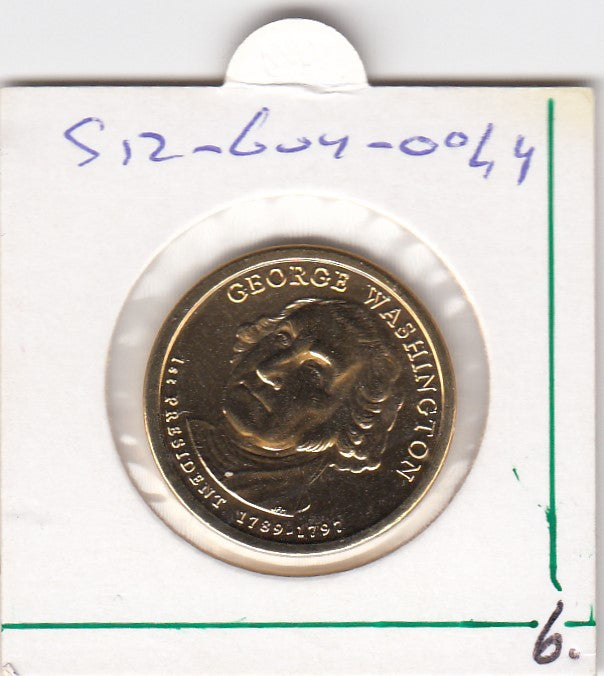 S12-604-0044
GEORGE WASHINGTON
1st PRESIDENT 1789-1797
6.